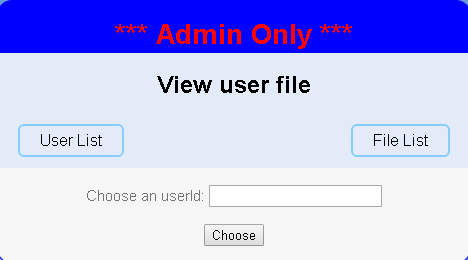 *** Admin Only ***
View user file
User List
File List
Choose an userId:
Choose